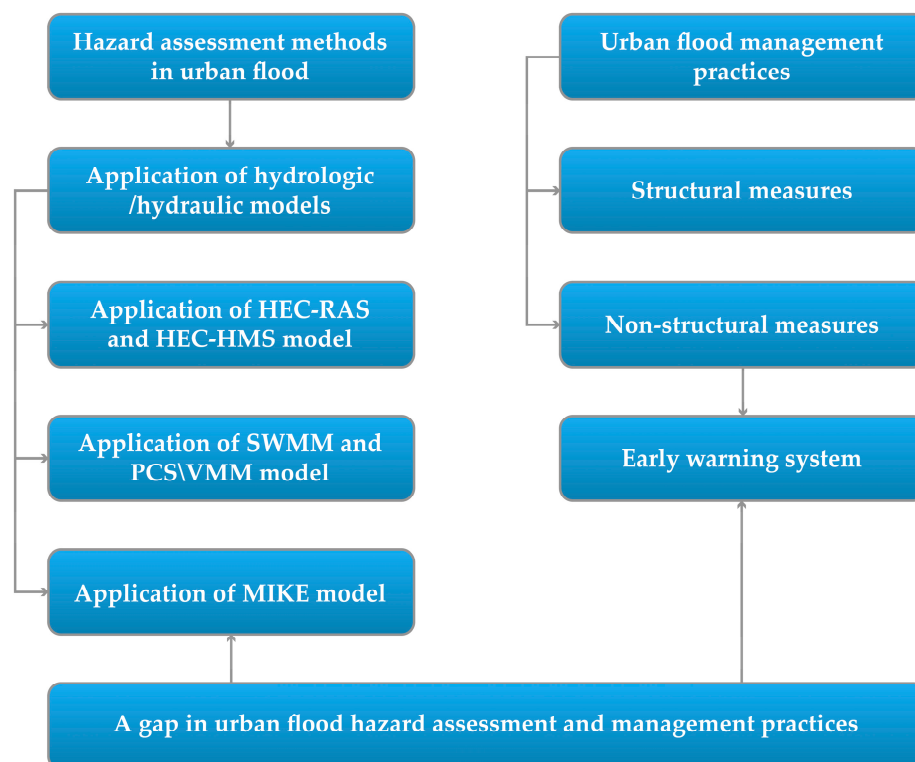 Hazard assessment methods
in urban flood
Application of hydrologic
/hydraulic models
Application of HEC-RAS
and HEC-HMS model
Application of SWMM and
PCS\VMM model
Application of MIKE model
Urban flood management
practices
Structural measures
Non-structural measures
Early warning system
A gap in urban flood hazard assessment and management practices